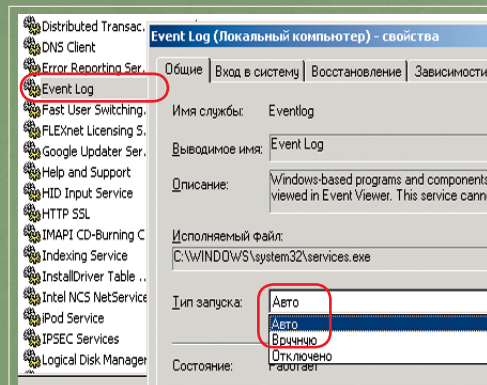 Distributed Transac.
DNS Client
Error Reporting Ser.
Event Log
Fast User Switching.
FLEXnet Licensing S.
Google Updater Ser.
Help and Support
HID Input Service
HTTP SSL
IMAPI CD-Burning C
Indexing Service
InstallDriver Table ..
Intel NCS NetService
iPod Service
IPSEC Services
Logical Disk Manager
Event Log (Локальный компьютер) - свойства
Общие
Вход в систему
Восстановление
Зависимости
Имя службы: Eventlog
Выводимое имя: Event Log
Описание: Windows-based programs and components
viewed in Event Viewer. This service cann
Исполняемый файл:
C:\WINDOWS\system32\services.exe
Тип запуска: Авто
Авто
Вручную
Отключено
Состояние: Работает